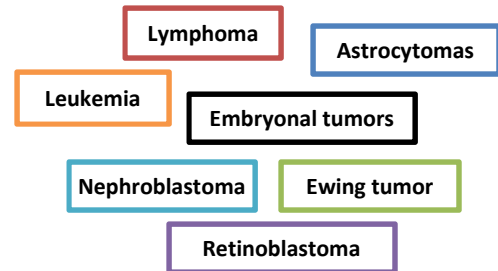 Lymphoma
Astrocytomas
Leukemia
Embryonal tumors
Nephroblastoma
Ewing tumor
Retinoblastoma